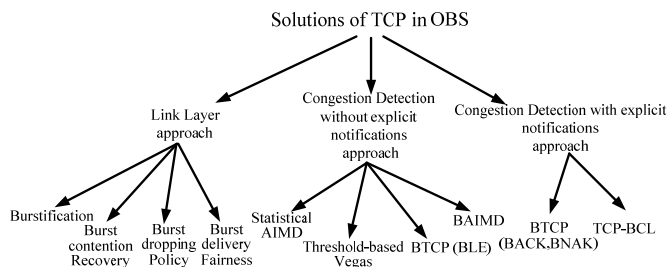 Solutions of TCP in OBS
Link Layer
approach
Congestion Detection
without explicit
notifications
approach
Congestion Detection with explicit
notifications
approach
Burstification
Burst
contention
Recovery
Burst
dropping
Policy
Burst
delivery
Fairness
Statistical
AIMD
Threshold-based
Vegas
BTCP (BLE)
BAIMD
BTCP
(BACK,BNAK)
TCP-BCL